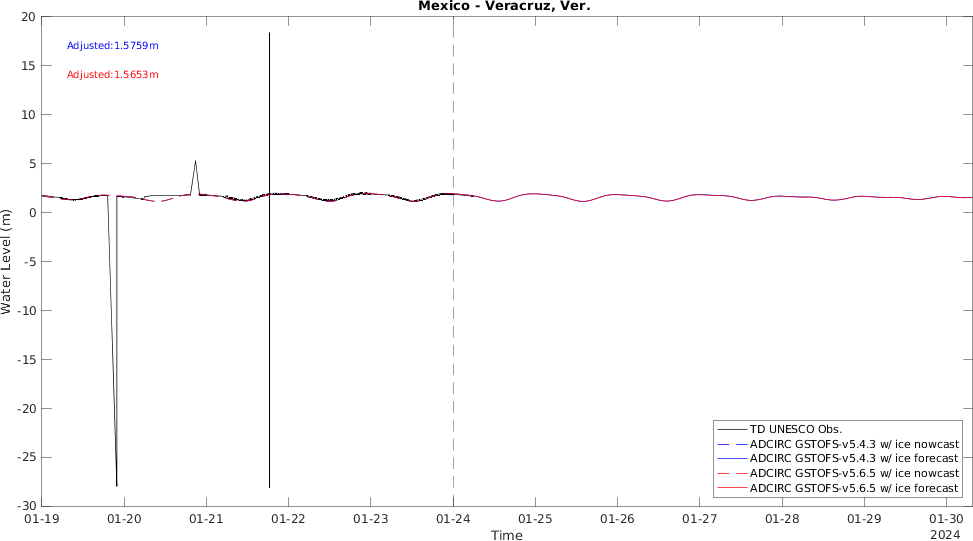 Mexico - Veracruz, Ver.
20
15
10
5
0
-5
-10
-15
-20
-25
-30
Water Level (m)
Adjusted:1.5759m
Adjusted:1.5653m
TD UNESCO Obs.
ADCIRC GSTOFS-v5.4.3 w/ ice nowcast
ADCIRC GSTOFS-v5.4.3 w/ ice forecast
ADCIRC GSTOFS-v5.6.5 w/ ice nowcast
ADCIRC GSTOFS-v5.6.5 w/ ice forecast
01-19 01-20 01-21 01-22 01-23 01-24 01-25 01-26 01-27 01-28 01-29 01-30
Time
2024